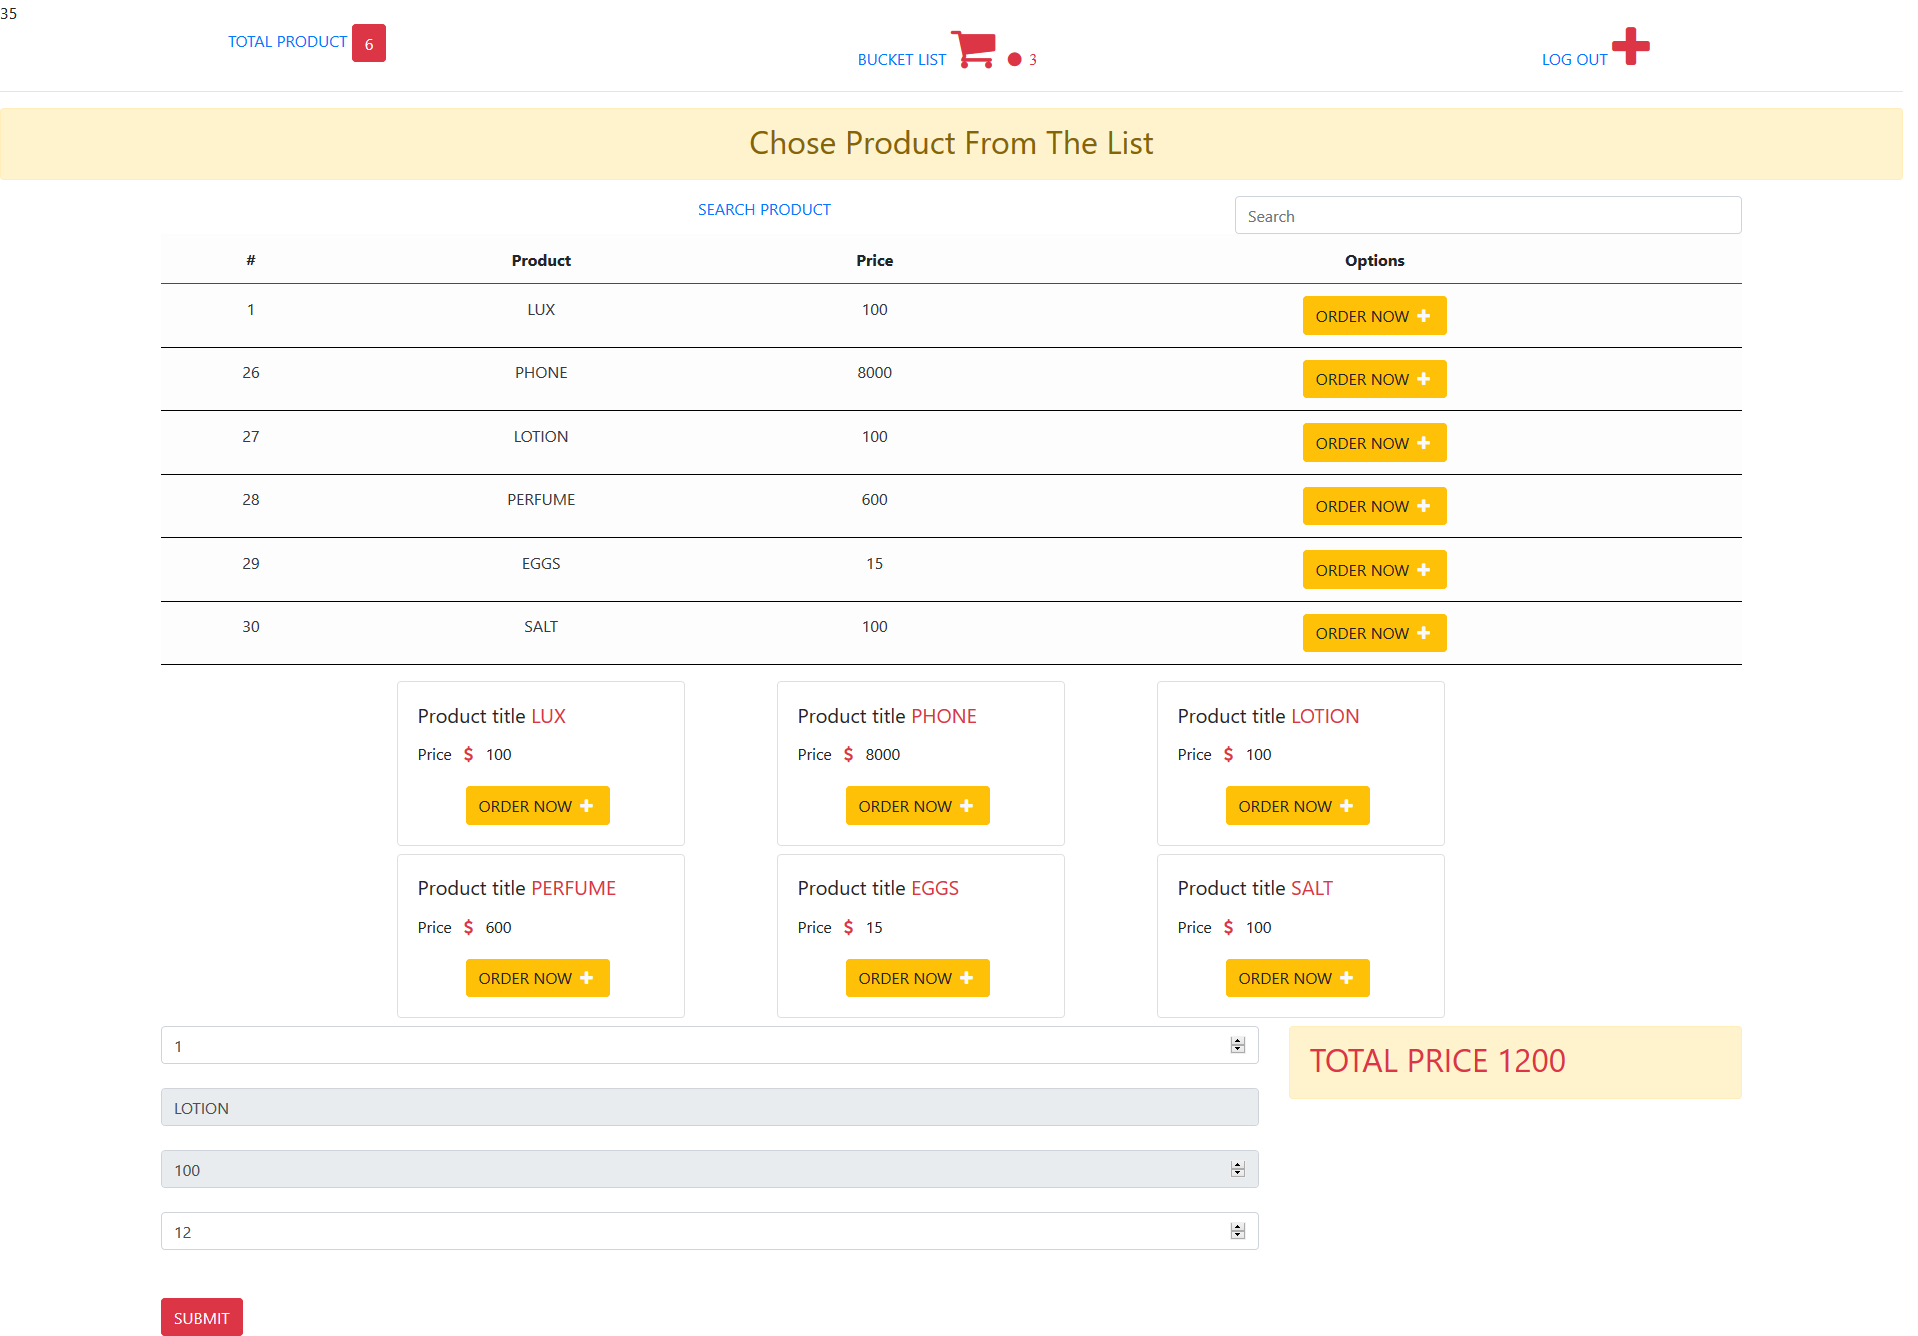 35
TOTAL PRODUCT 6
BUCKET LIST 3
LOG OUT
Chose Product From The List
SEARCH PRODUCT Search
# Product Price Options
1 LUX 100 ORDER NOW
26 PHONE 8000 ORDER NOW
27 LOTION 100 ORDER NOW
28 PERFUME 600 ORDER NOW
29 EGGS 15 ORDER NOW
30 SALT 100 ORDER NOW
Product title LUX
Price $ 100
ORDER NOW
Product title PHONE
Price $ 8000
ORDER NOW
Product title LOTION
Price $ 100
ORDER NOW
Product title PERFUME
Price $ 600
ORDER NOW
Product title EGGS
Price $ 15
ORDER NOW
Product title SALT
Price $ 100
ORDER NOW
1
LOTION
100
12
SUBMIT
TOTAL PRICE 1200